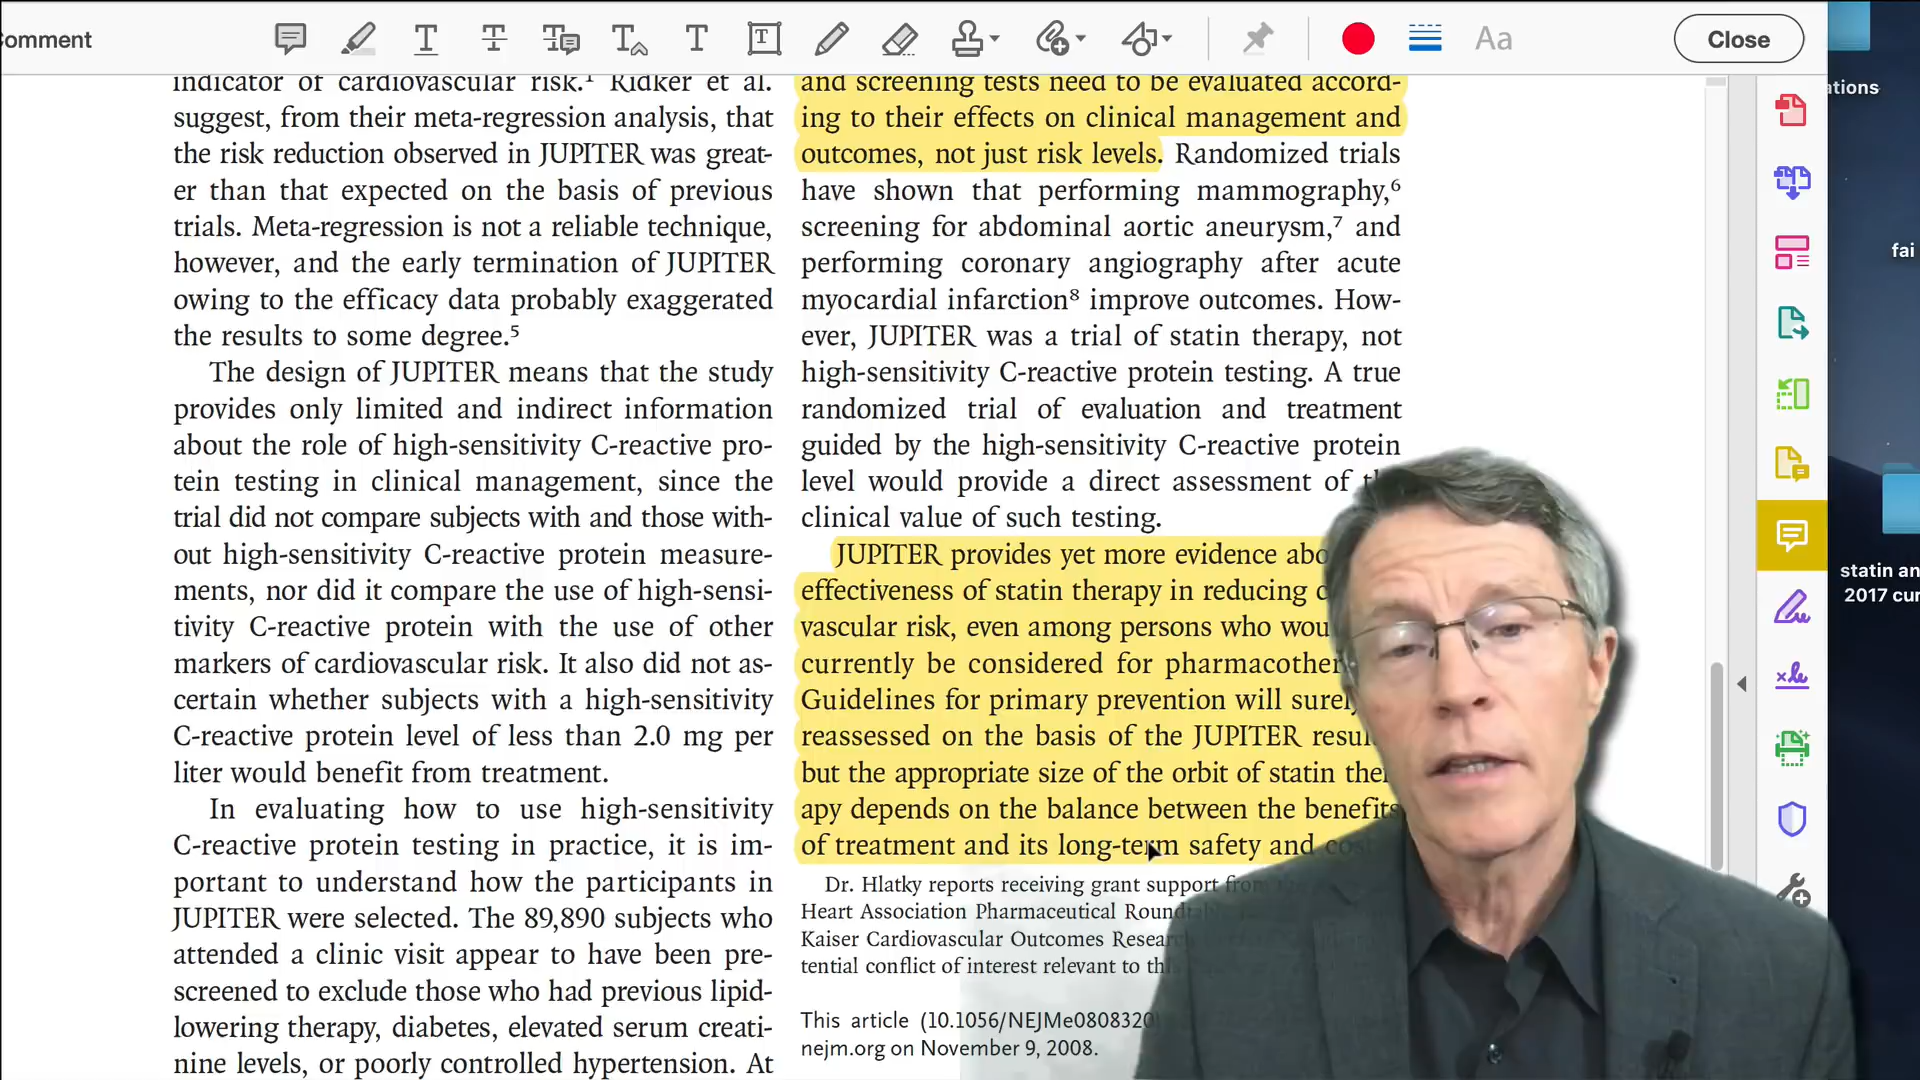 Comment
Aa
Close
indicator of cardiovascular risk.¹ Ridker et al.
suggest, from their meta-regression analysis, that
the risk reduction observed in JUPITER was great-
er than that expected on the basis of previous
trials. Meta-regression is not a reliable technique,
however, and the early termination of JUPITER
owing to the efficacy data probably exaggerated
the results to some degree.⁵
The design of JUPITER means that the study
provides only limited and indirect information
about the role of high-sensitivity C-reactive pro-
tein testing in clinical management, since the
trial did not compare subjects with and those with-
out high-sensitivity C-reactive protein measure-
ments, nor did it compare the use of high-sensi-
tivity C-reactive protein with the use of other
markers of cardiovascular risk. It also did not as-
certain whether subjects with a high-sensitivity
C-reactive protein level of less than 2.0 mg per
liter would benefit from treatment.
In evaluating how to use high-sensitivity
C-reactive protein testing in practice, it is im-
portant to understand how the participants in
JUPITER were selected. The 89,890 subjects who
attended a clinic visit appear to have been pre-
screened to exclude those who had previous lipid-
lowering therapy, diabetes, elevated serum creati-
nine levels, or poorly controlled hypertension. At
and screening tests need to be evaluated accord-
ing to their effects on clinical management and
outcomes, not just risk levels. Randomized trials
have shown that performing mammography,⁶
screening for abdominal aortic aneurysm,⁷ and
performing coronary angiography after acute
myocardial infarction⁸ improve outcomes. How-
ever, JUPITER was a trial of statin therapy, not
high-sensitivity C-reactive protein testing. A true
randomized trial of evaluation and treatment
guided by the high-sensitivity C-reactive protein
level would provide a direct assessment of
clinical value of such testing.
JUPITER provides yet more evidence
effectiveness of statin therapy in reducing
vascular risk, even among persons who
currently be considered for
Guidelines for primary prevention will
reassessed on the basis of the JUPITER
but the appropriate size of the orbit of statin
apy depends on the balance between the benefits
of treatment and its long-term safety and
Dr. Hlatky reports receiving grant support
Heart Association Pharmaceutical
Kaiser Cardiovascular Outcomes
tential conflict of interest relevant to
This article (10.1056/NEJMe0808320)
nejm.org on November 9, 2008.
fai
statin
2017